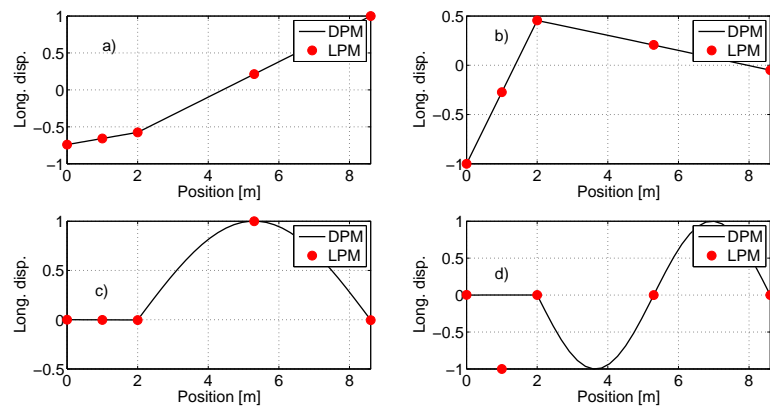 a)
Long. disp.
1
0.5
0
−0.5
−1
0 2 4 6 8
Position [m]
DPM
LPM
b)
Long. disp.
0.5
0
−0.5
−1
0 2 4 6 8
Position [m]
DPM
LPM
c)
Long. disp.
1
0.5
0
−0.5
0 2 4 6 8
Position [m]
DPM
LPM
d)
Long. disp.
1
0.5
0
−0.5
−1
0 2 4 6 8
Position [m]
DPM
LPM